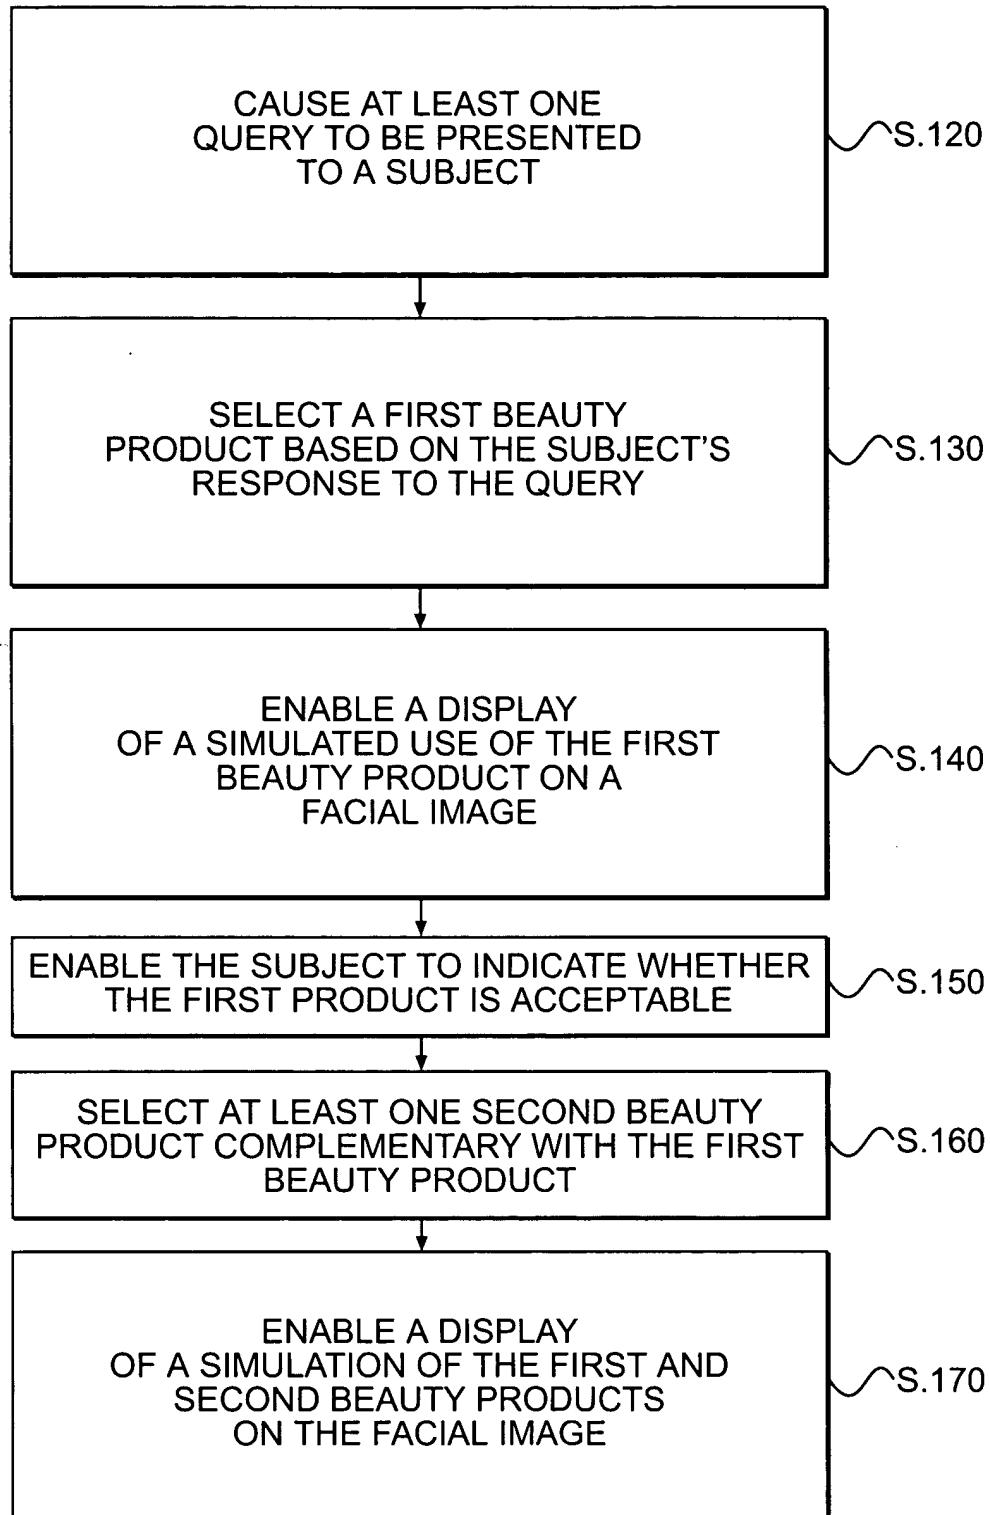 CAUSE AT LEAST ONE
QUERY TO BE PRESENTED
TO A SUBJECT
S.120
SELECT A FIRST BEAUTY
PRODUCT BASED ON THE SUBJECT'S
RESPONSE TO THE QUERY
S.130
ENABLE A DISPLAY
OF A SIMULATED USE OF THE FIRST
BEAUTY PRODUCT ON A
FACIAL IMAGE
S.140
ENABLE THE SUBJECT TO INDICATE WHETHER
THE FIRST PRODUCT IS ACCEPTABLE
S.150
SELECT AT LEAST ONE SECOND BEAUTY
PRODUCT COMPLEMENTARY WITH THE FIRST
BEAUTY PRODUCT
S.160
ENABLE A DISPLAY
OF A SIMULATION OF THE FIRST AND
SECOND BEAUTY PRODUCTS
ON THE FACIAL IMAGE
S.170